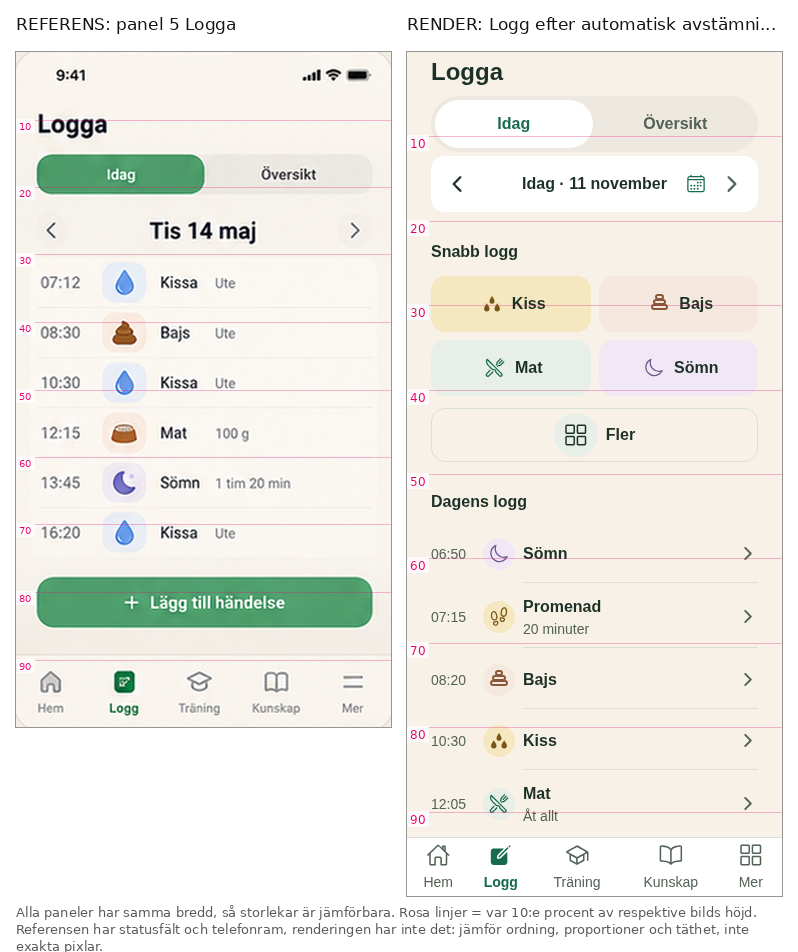 REFERENS: panel 5 Logga
RENDER: Logg efter automatisk avstämni...
9:41
Logga
Idag
Översikt
Tis 14 maj
07:12 Kissa Ute
08:30 Bajs Ute
10:30 Kissa Ute
12:15 Mat 100 g
13:45 Sömn 1 tim 20 min
16:20 Kissa Ute
+ Lägg till händelse
Hem Logg Träning Kunskap Mer
10
20
30
40
50
60
70
80
90
Logga
Idag
Översikt
Idag · 11 november
Snabb logg
Kiss
Bajs
Mat
Sömn
Fler
Dagens logg
06:50 Sömn
07:15 Promenad
20 minuter
08:20 Bajs
10:30 Kiss
12:05 Mat
Åt allt
Hem Logg Träning Kunskap Mer
10
20
30
40
50
60
70
80
90
Alla paneler har samma bredd, så storlekar är jämförbara. Rosa linjer = var 10:e procent av respektive bilds höjd.
Referensen har statusfält och telefonram, renderingen har inte det: jämför ordning, proportioner och täthet, inte
exakta pixlar.